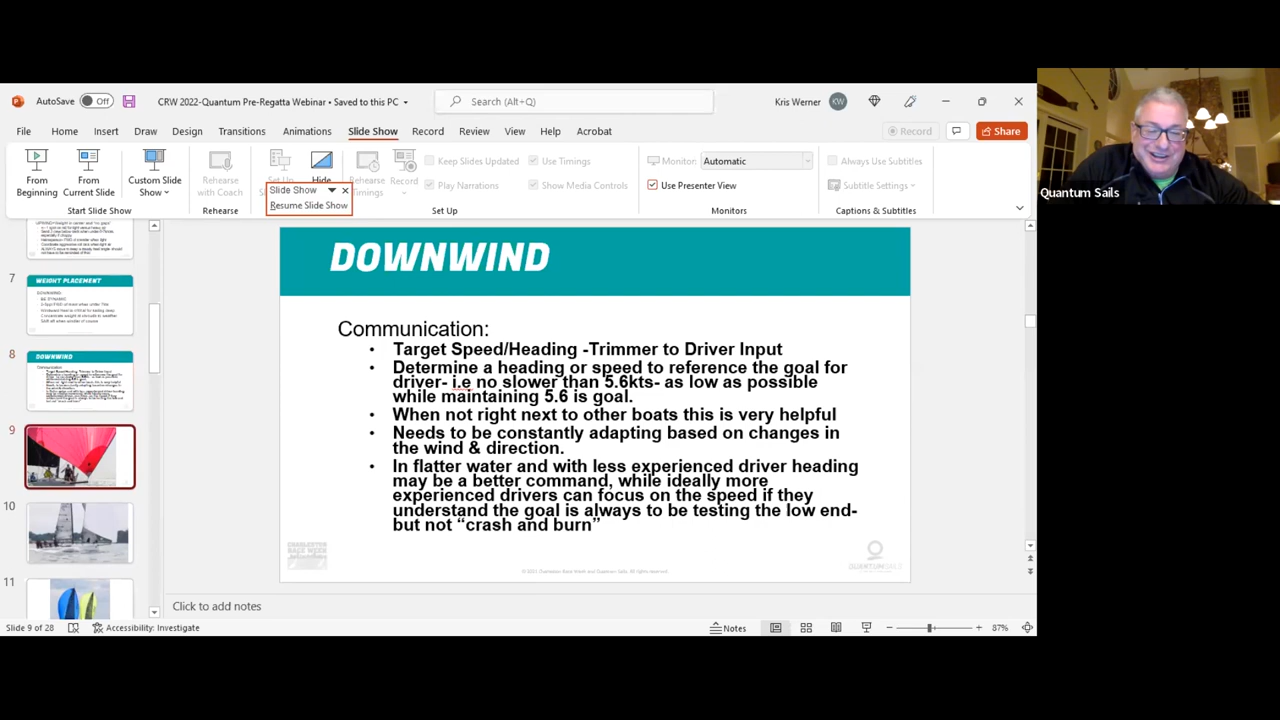 AutoSave Off CRW 2022-Quantum Pre-Regatta Webinar • Saved to this PC Search (Alt+Q) Kris Werner KW
File Home Insert Draw Design Transitions Animations Slide Show Record Review View Help Acrobat Record Share
From Beginning
From Current Slide
Custom Slide Show
Rehearse with Coach
Hide
Rehearse Timings
Record
Keep Slides Updated
Play Narrations
Use Timings
Show Media Controls
Monitor: Automatic
Use Presenter View
Always Use Subtitles
Subtitle Settings
Slide Show
Resume Slide Show
Start Slide Show Rehearse Set Up Monitors Captions & Subtitles
Quantum Sails
7
WEIGHT PLACEMENT
8
DOWNWIND
9
10
11
DOWNWIND
Communication:
• Target Speed/Heading -Trimmer to Driver Input
• Determine a heading or speed to reference the goal for
driver- i.e no slower than 5.6kts- as low as possible
while maintaining 5.6 is goal.
• When not right next to other boats this is very helpful
• Needs to be constantly adapting based on changes in
the wind & direction.
• In flatter water and with less experienced driver heading
may be a better command, while ideally more
experienced drivers can focus on the speed if they
understand the goal is always to be testing the low end-
but not “crash and burn”
QUANTUM SAILS
Click to add notes
Slide 9 of 28 Accessibility: Investigate Notes 87%